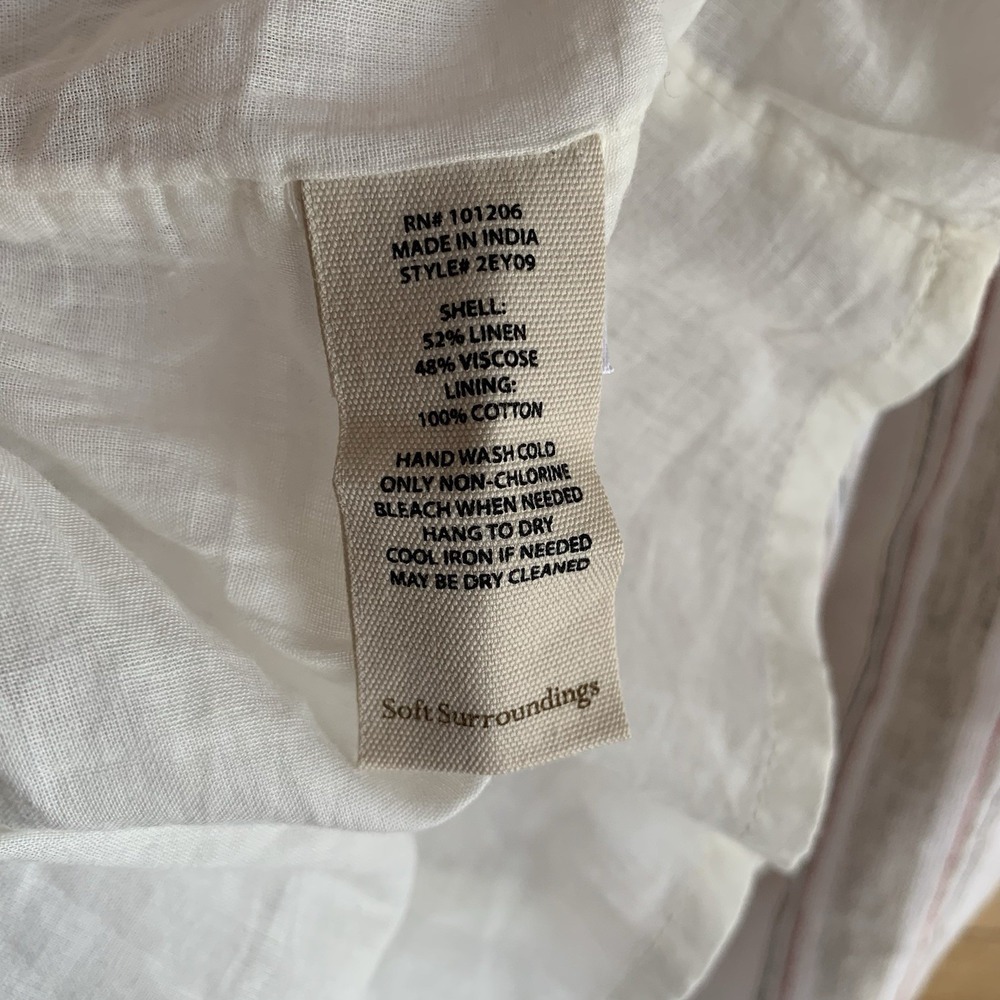 RN# 101206
MADE IN INDIA
STYLE# 2EY09
SHELL:
52% LINEN
48% VISCOSE
LINING:
100% COTTON
HAND WASH COLD
ONLY NON-CHLORINE
BLEACH WHEN NEEDED
HANG TO DRY
COOL IRON IF NEEDED
MAY BE DRY CLEANED
Soft Surroundings